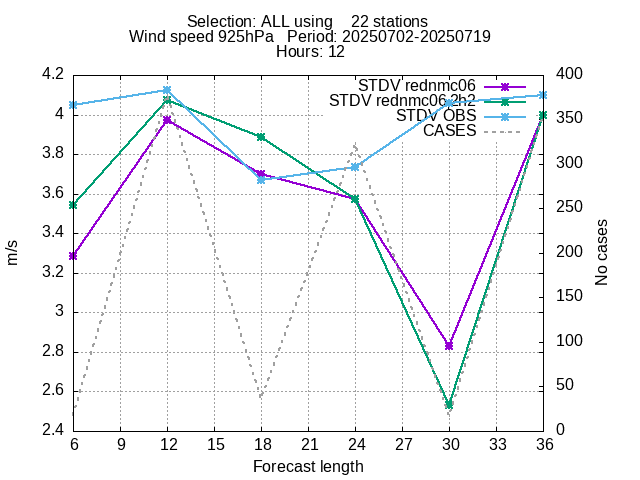 Selection: ALL using    22 stations
Wind speed 925hPa   Period: 20250702-20250719
Hours: 12
STDV rednmc06
STDV rednmc06 2h2
STDV OBS
CASES
4.2
4
3.8
3.6
3.4
3.2
3
2.8
2.6
2.4
400
350
300
250
200
150
100
50
0
m/s
No cases
6 9 12 15 18 21 24 27 30 33 36
Forecast length